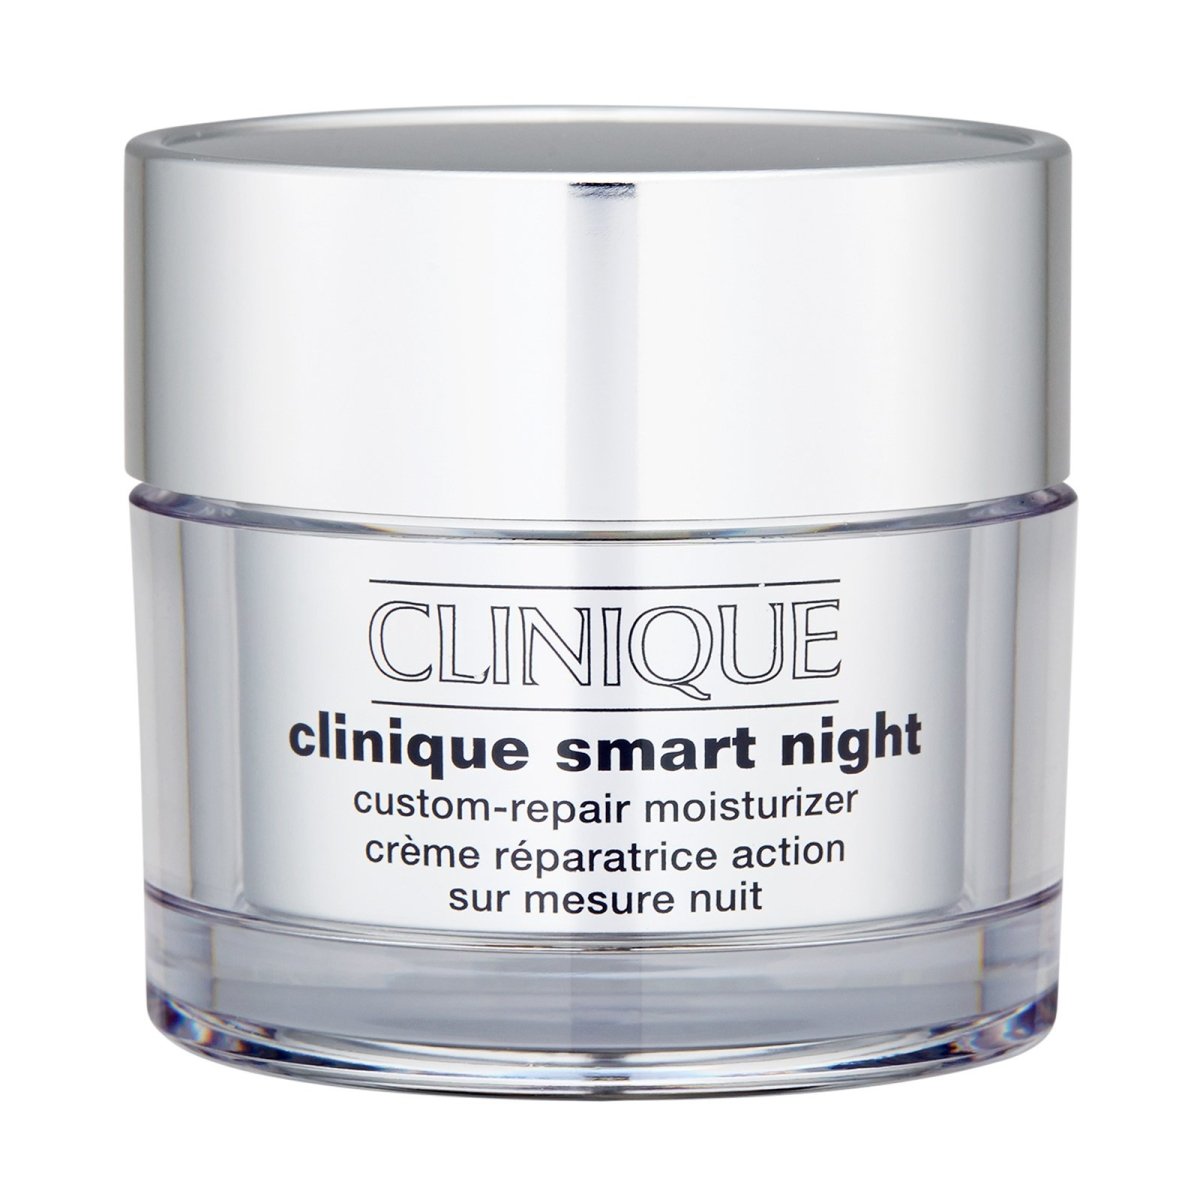 CLINIQUE
clinique smart night
custom-repair moisturizer
crème réparatrice action
sur mesure nuit